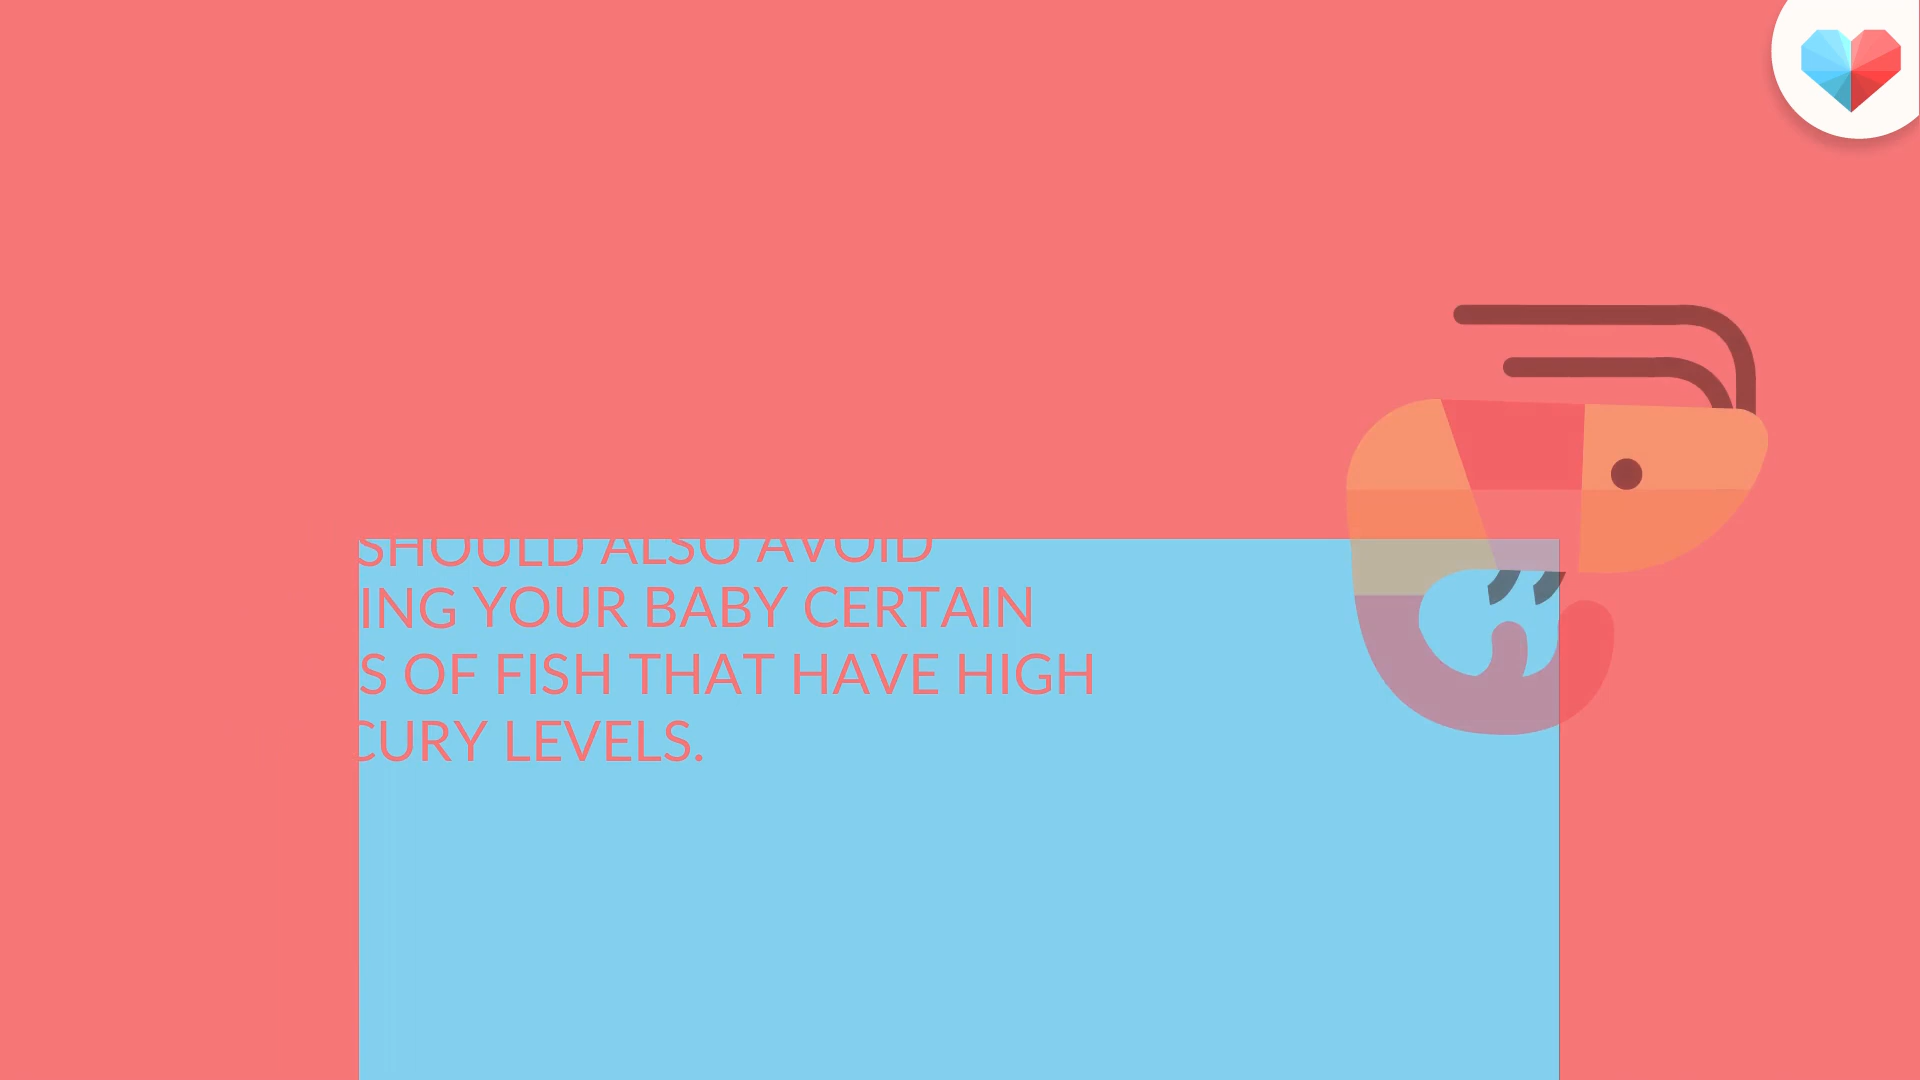 SHOULD ALSO AVOID
ING YOUR BABY CERTAIN
S OF FISH THAT HAVE HIGH
CURY LEVELS.